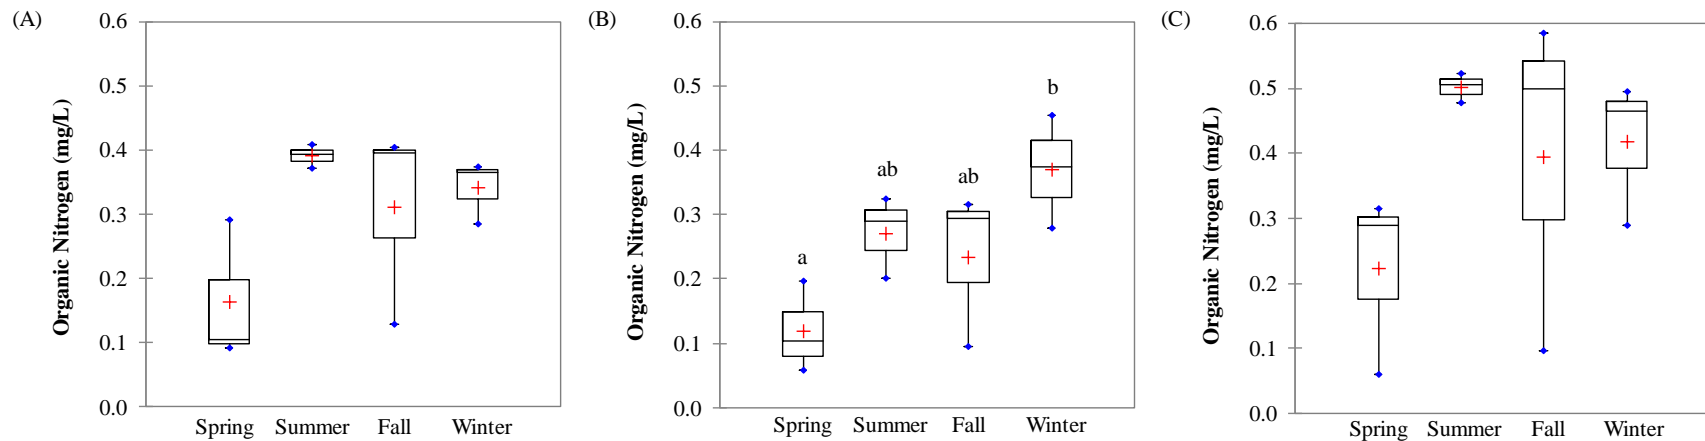 (A)
Organic Nitrogen (mg/L)
0.6
0.5
0.4
0.3
0.2
0.1
0.0
Spring Summer Fall Winter
(B)
Organic Nitrogen (mg/L)
0.6
0.5
0.4
0.3
0.2
0.1
0.0
a
ab
ab
b
Spring Summer Fall Winter
(C)
Organic Nitrogen (mg/L)
0.6
0.5
0.4
0.3
0.2
0.1
0.0
Spring Summer Fall Winter